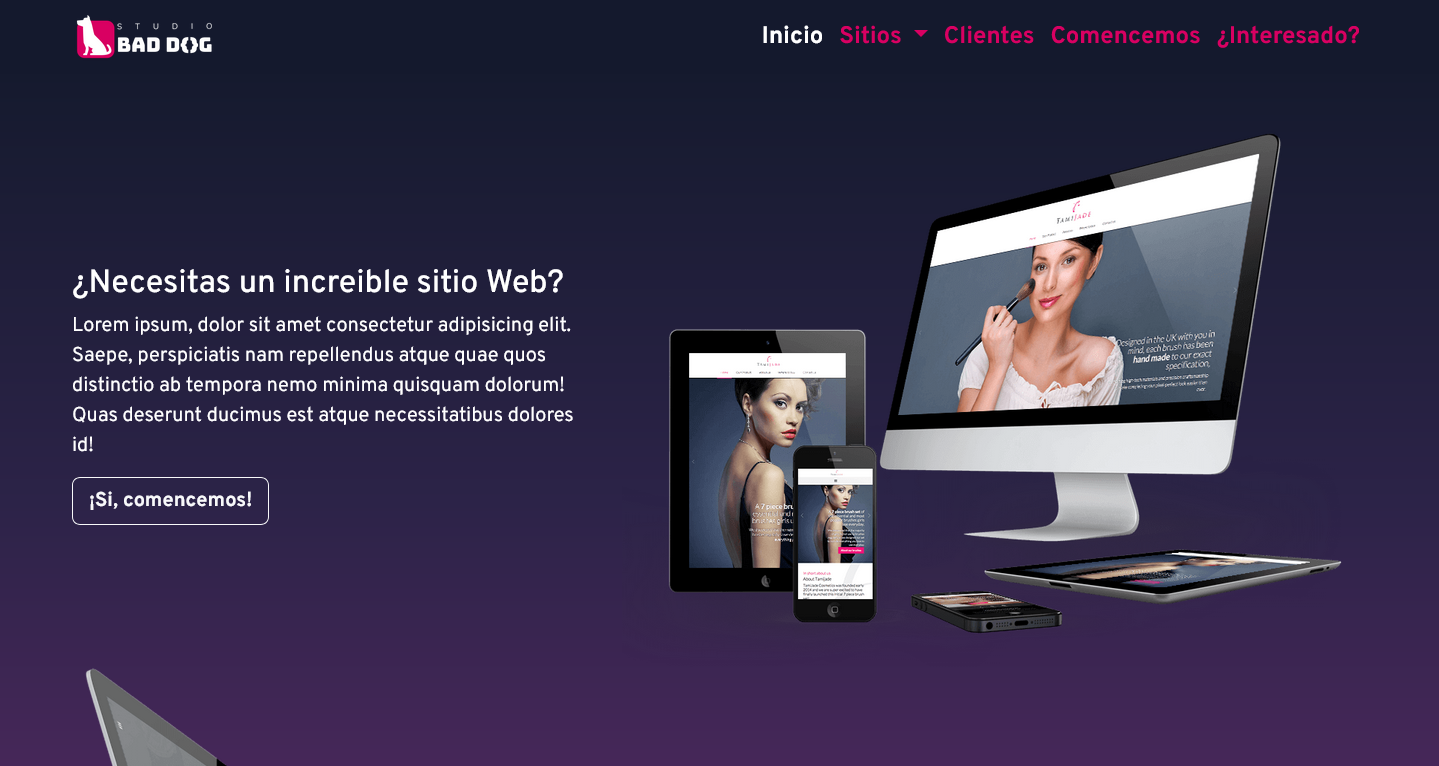 STUDIO
BAD DOG
Inicio Sitios Clientes Comencemos ¿Interesado?
¿Necesitas un increible sitio Web?
Lorem ipsum, dolor sit amet consectetur adipisicing elit.
Saepe, perspiciatis nam repellendus atque quae quos
distinctio ab tempora nemo minima quisquam dolorum!
Quas deserunt ducimus est atque necessitatibus dolores
id!
¡Si, comencemos!
TAMIJADE
Designed in the UK with you in
mind, each brush has been
hand made to our exact
specification,
TAMIJADE
A 7 piece
About TamiJade